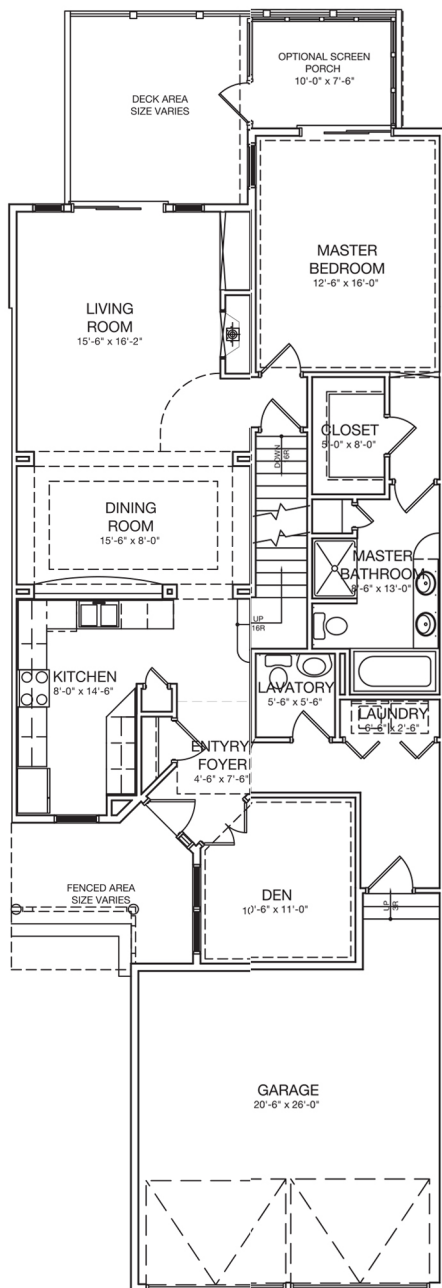 OPTIONAL SCREEN
PORCH
10'-0" x 7'-6"
DECK AREA
SIZE VARIES
MASTER
BEDROOM
12'-6" x 16'-0"
LIVING
ROOM
15'-6" x 16'-2"
CLOSET
5'-0" x 8'-0"
DOWN
6R
DINING
ROOM
15'-6" x 8'-0"
MASTER
BATHROOM
8'-6" x 13'-0"
UP
16R
KITCHEN
8'-0" x 14'-6"
LAVATORY
5'-6" x 5'-6"
LAUNDRY
6'-6" x 2'-6"
ENTYRY
FOYER
4'-6" x 7'-6"
FENCED AREA
SIZE VARIES
DEN
10'-6" x 11'-0"
UP
3R
GARAGE
20'-6" x 26'-0"